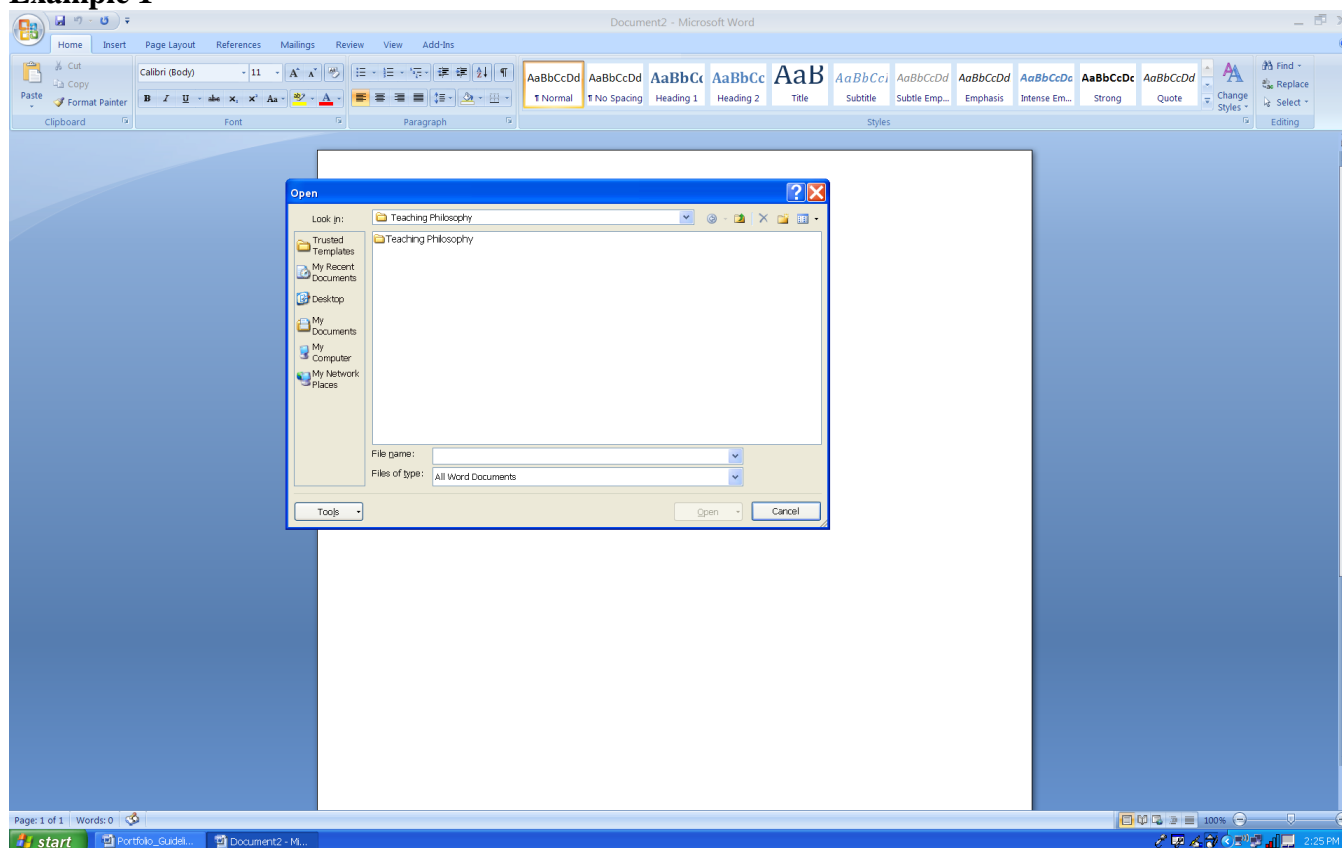 Example 1
Document2 - Microsoft Word
Home Insert Page Layout References Mailings Review View Add-Ins
Paste
Cut
Copy
Format Painter
Clipboard
Calibri (Body) 11
B I U abc x, x² Aa ab A
Font
Paragraph
AaBbCcDd AaBbCcDd AaBbCc AaBbCc AaB AaBbCci AaBbCcDd AaBbCcDd AaBbCcDc AaBbCcDc AaBbCcDd
¶ Normal ¶ No Spacing Heading 1 Heading 2 Title Subtitle Subtle Emp... Emphasis Intense Em... Strong Quote
Change Styles
Styles
Find
Replace
Select
Editing
Open
Look in: Teaching Philosophy
Trusted
Templates
My Recent
Documents
Desktop
My
Documents
My
Computer
My Network
Places
Teaching Philosophy
File name:
Files of type: All Word Documents
Tools Open Cancel
Page: 1 of 1 Words: 0 100%
start Portfolio_Guideli... Document2 - Mi... 2:25 PM